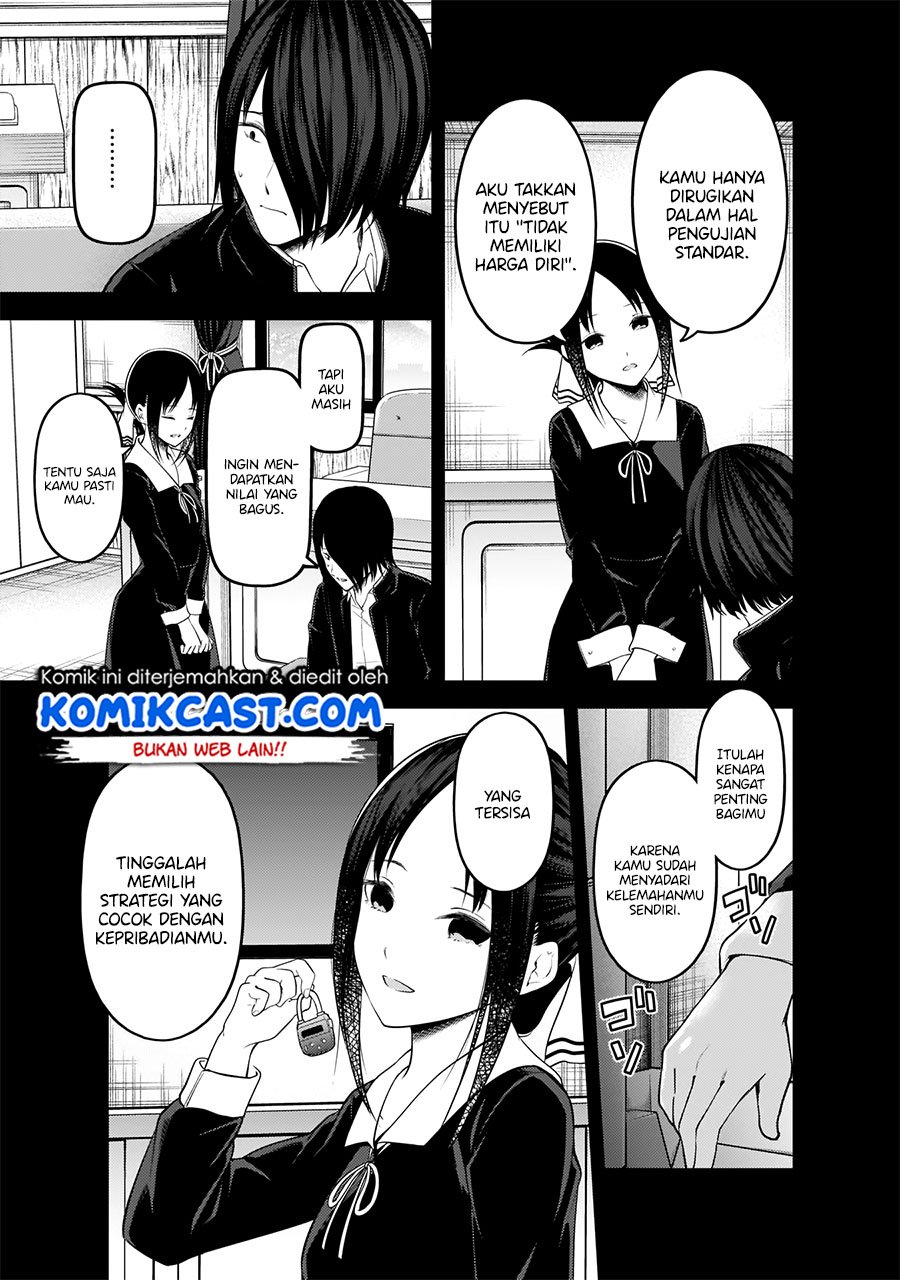 KAMU HANYA
DIRUGIKAN
DALAM HAL
PENGUJIAN
STANDAR.
AKU TAKKAN
MENYEBUT
ITU "TIDAK
MEMILIKI
HARGA DIRI".
.........
TAPI
AKU
MASIH
INGIN MEN-
DAPATKAN
NILAI YANG
BAGUS.
TENTU SAJA
KAMU PASTI
MAU.
Komik ini diterjemahkan & diedit oleh
KOMIKCAST.COM
BUKAN WEB LAIN!!
ITULAH
KENAPA
SANGAT
PENTING
BAGIMU
KARENA
KAMU SUDAH
MENYADARI
KELEMAHANMU
SENDIRI.
ゴソ
ゴソ
YANG
TERSISA
TINGGALAH
MEMILIH
STRATEGI YANG
COCOK DENGAN
KEPRIBADIANMU.